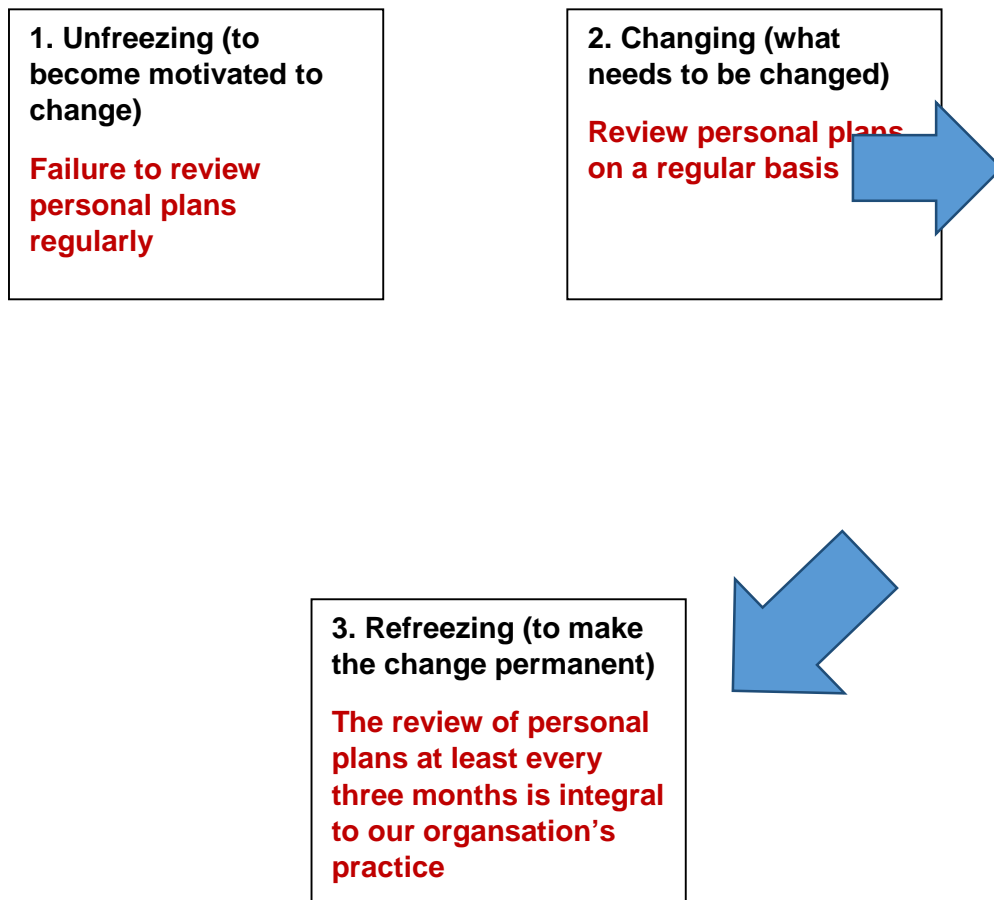 1. Unfreezing (to
become motivated to
change)
Failure to review
personal plans
regularly
2. Changing (what
needs to be changed)
Review personal plans
on a regular basis
3. Refreezing (to make
the change permanent)
The review of personal
plans at least every
three months is integral
to our organsation’s
practice